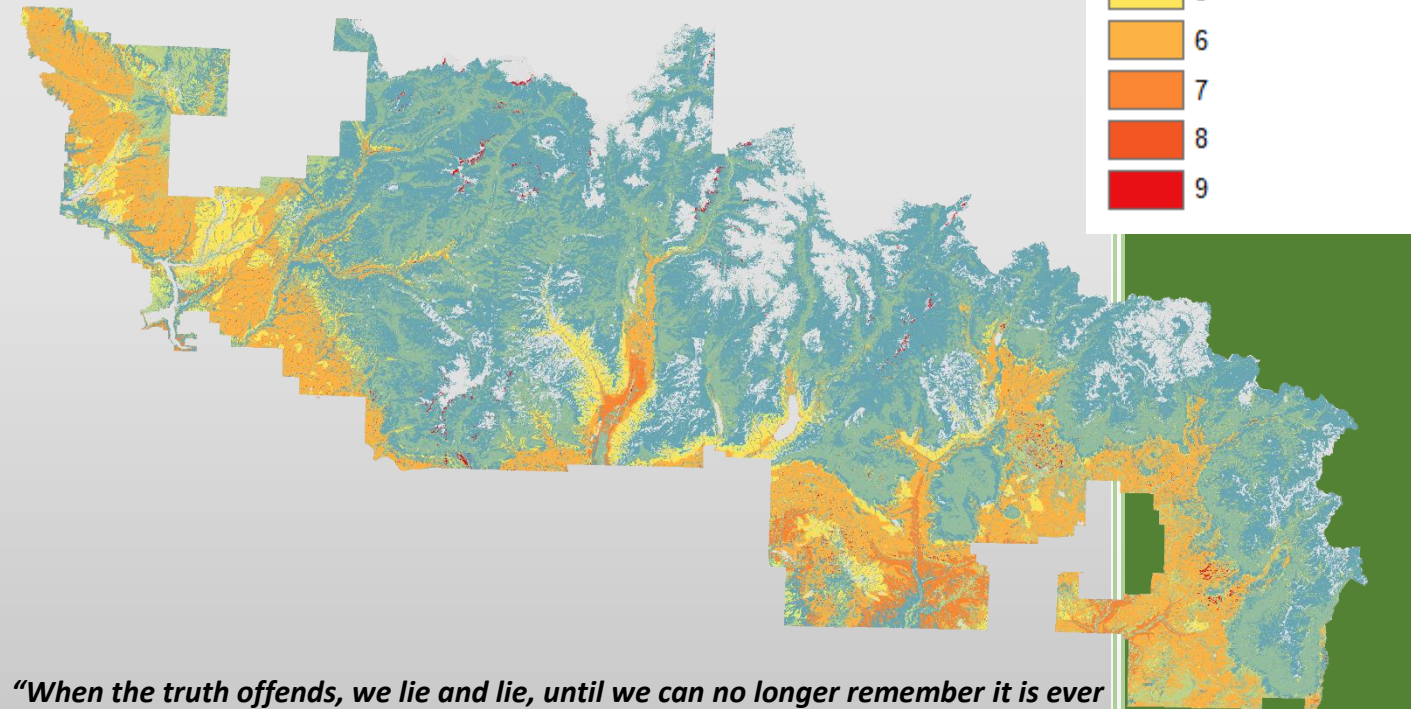 6
7
8
9
“When the truth offends, we lie and lie, until we can no longer remember it is ever